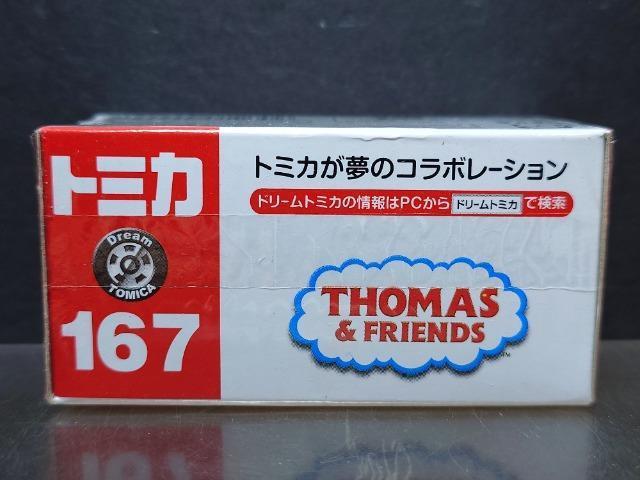 トミカ
Dream
TOMICA
167
トミカが夢のコラボレーション
ドリームトミカの情報はPCから ドリームトミカ で検索
THOMAS
& FRIENDS
™